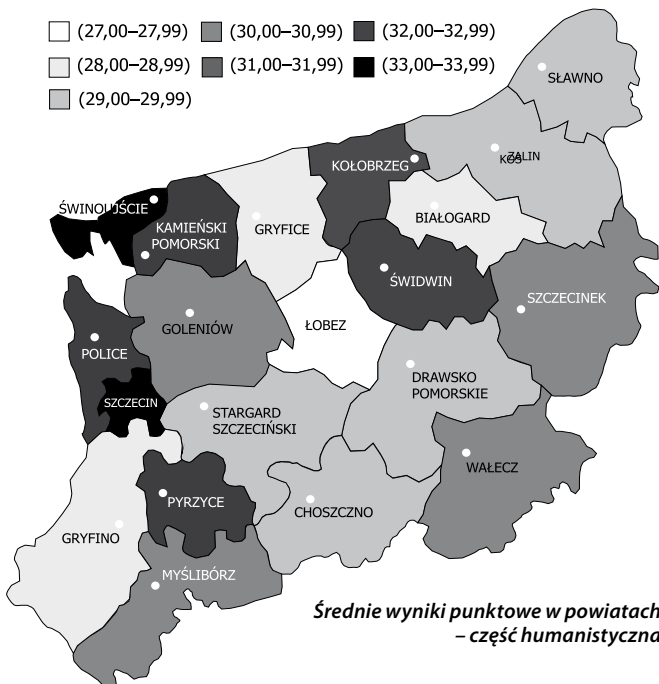 (27,00–27,99) (30,00–30,99) (32,00–32,99)
(28,00–28,99) (31,00–31,99) (33,00–33,99)
(29,00–29,99)
SŁAWNO
KOS ZALIN
KOŁOBRZEG
ŚWINOUJŚCIE
KAMIEŃSKI
POMORSKI
GRYFICE
BIAŁOGARD
ŚWIDWIN
SZCZECINEK
GOLENIÓW
ŁOBEZ
POLICE
DRAWSKO
POMORSKIE
SZCZECIN
STARGARD
SZCZECIŃSKI
WAŁECZ
PYRZYCE
CHOSZCZNO
GRYFINO
MYŚLIBÓRZ
Średnie wyniki punktowe w powiatach
– część humanistyczna